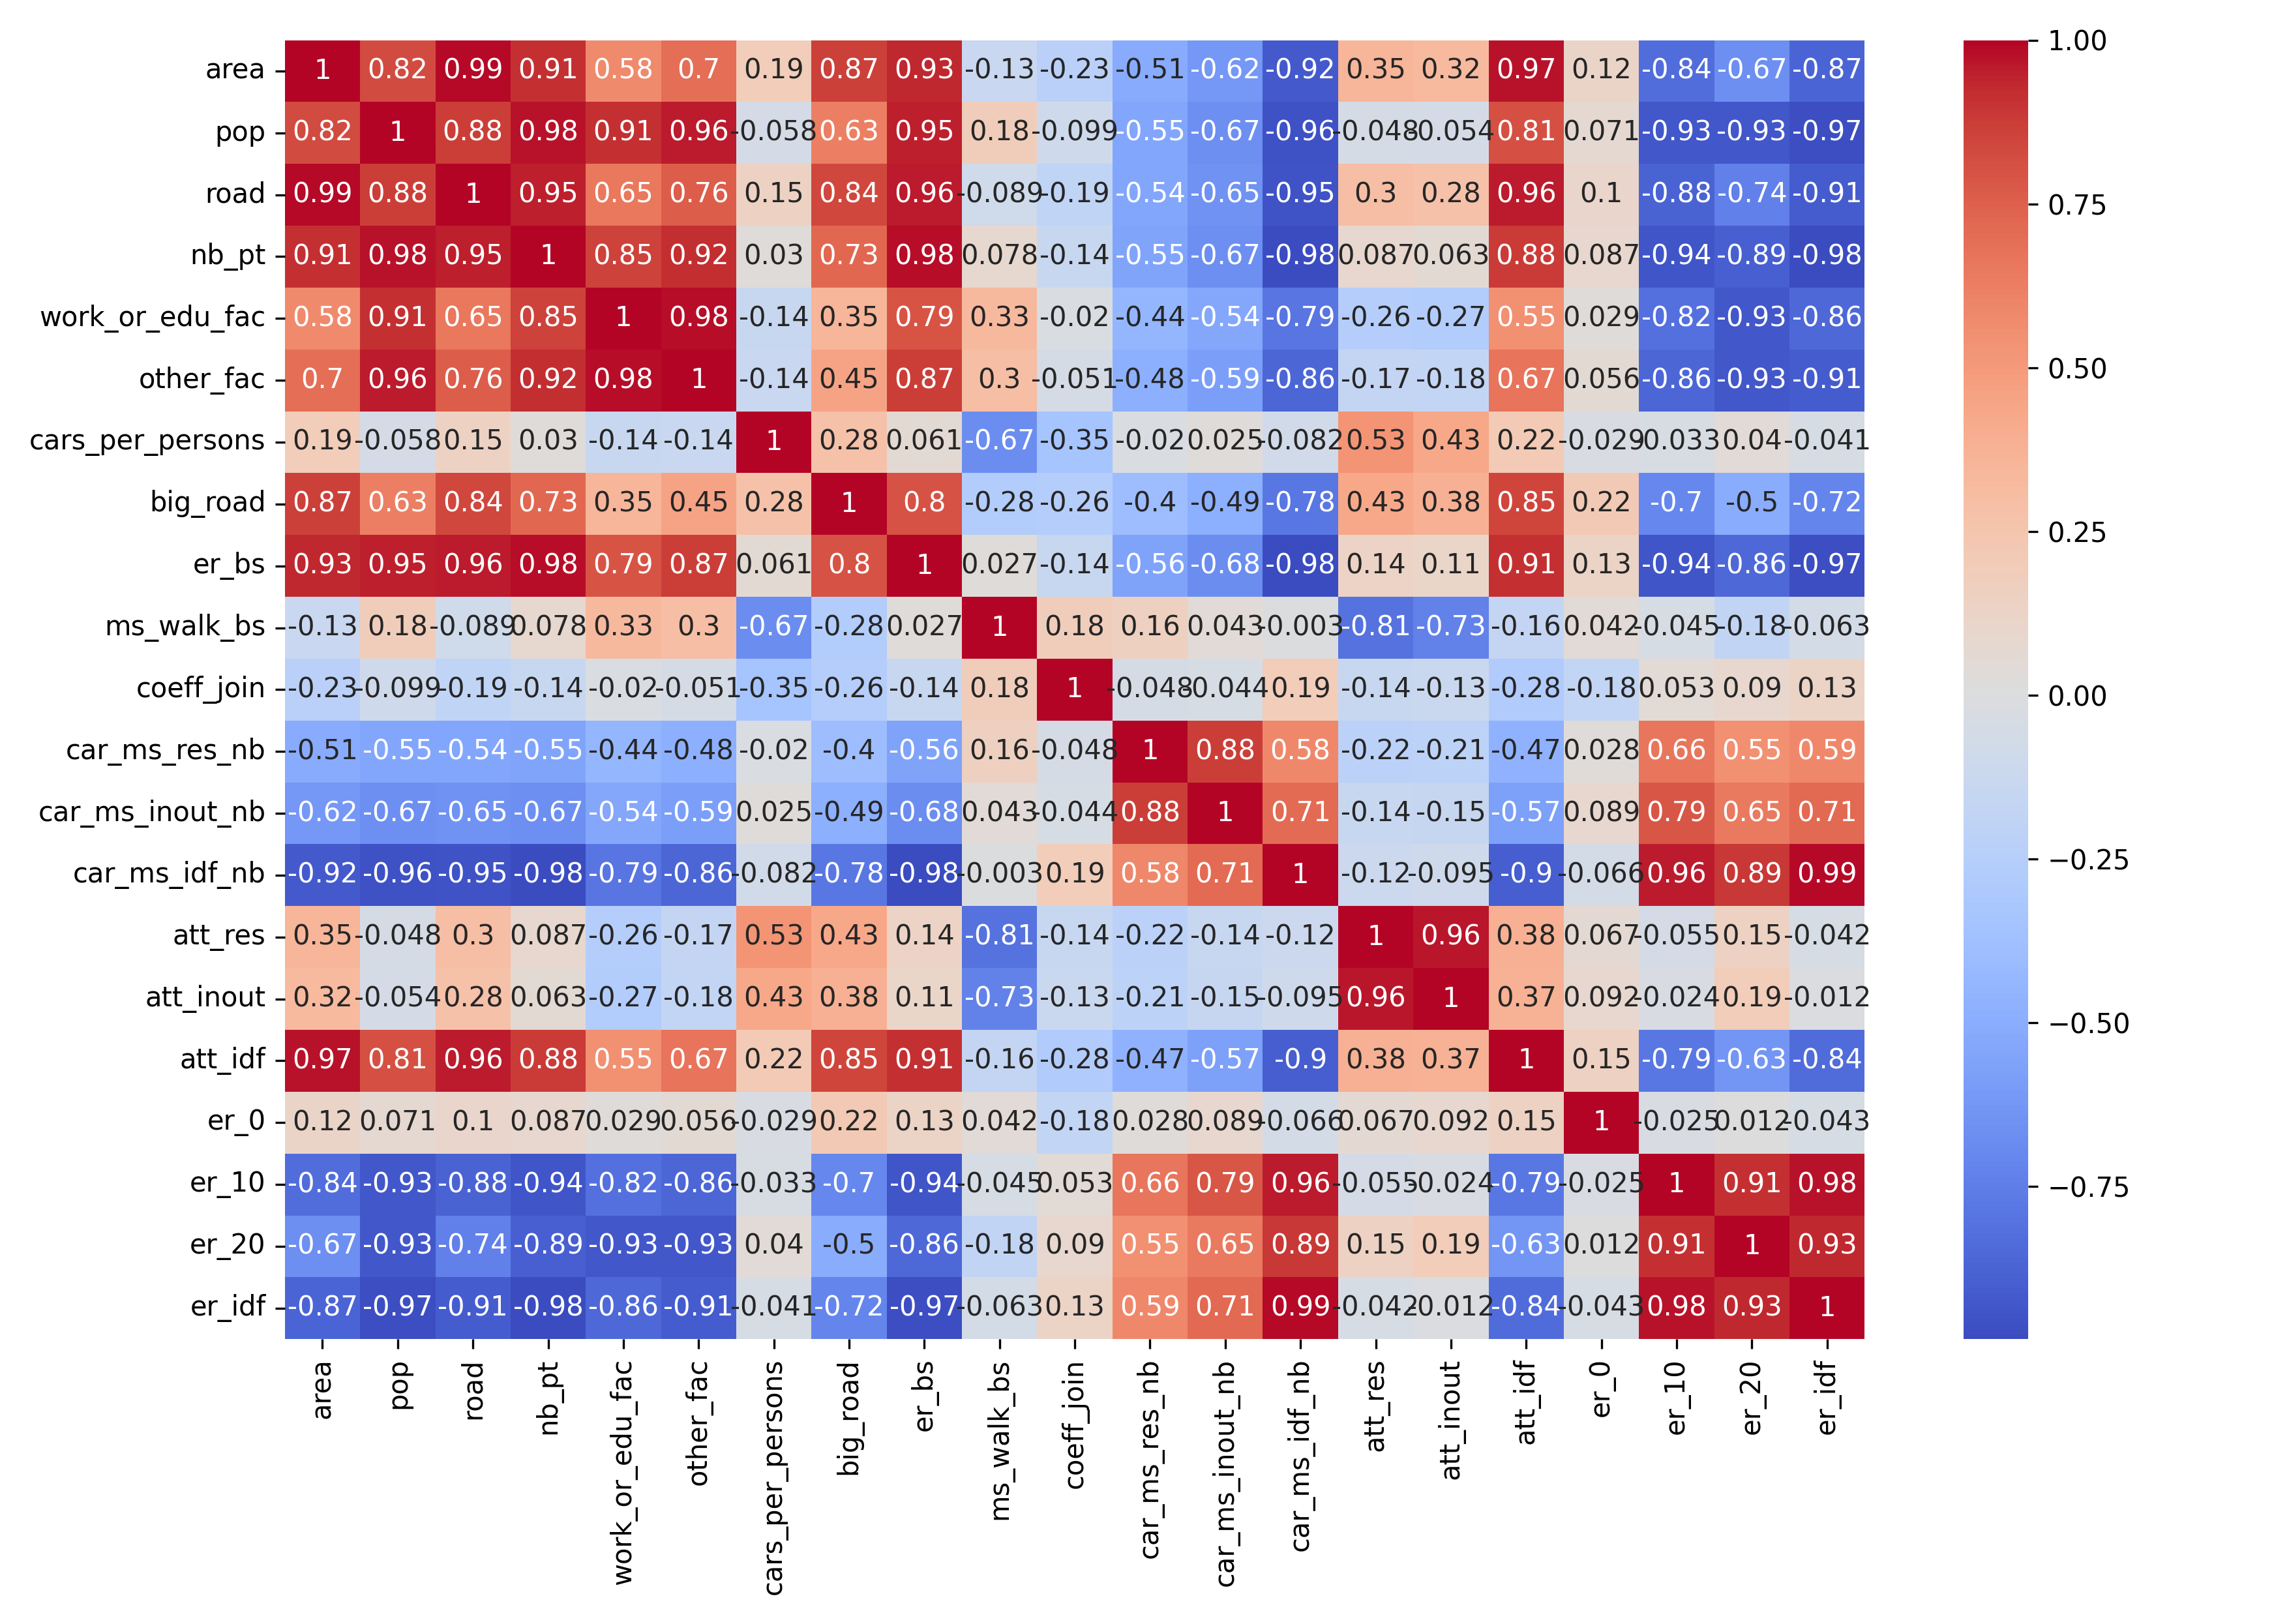 area 1 0.82 0.99 0.91 0.58 0.7 0.19 0.87 0.93 -0.13 -0.23 -0.51 -0.62 -0.92 0.35 0.32 0.97 0.12 -0.84 -0.67 -0.87 1.00
pop 0.82 1 0.88 0.98 0.91 0.96 -0.058 0.63 0.95 0.18 -0.099 -0.55 -0.67 -0.96 -0.048 -0.054 0.81 0.071 -0.93 -0.93 -0.97
road 0.99 0.88 1 0.95 0.65 0.76 0.15 0.84 0.96 -0.089 -0.19 -0.54 -0.65 -0.95 0.3 0.28 0.96 0.1 -0.88 -0.74 -0.91 0.75
nb_pt 0.91 0.98 0.95 1 0.85 0.92 0.03 0.73 0.98 0.078 -0.14 -0.55 -0.67 -0.98 0.087 0.063 0.88 0.087 -0.94 -0.89 -0.98
work_or_edu_fac 0.58 0.91 0.65 0.85 1 0.98 -0.14 0.35 0.79 0.33 -0.02 -0.44 -0.54 -0.79 -0.26 -0.27 0.55 0.029 -0.82 -0.93 -0.86
other_fac 0.7 0.96 0.76 0.92 0.98 1 -0.14 0.45 0.87 0.3 -0.051 -0.48 -0.59 -0.86 -0.17 -0.18 0.67 0.056 -0.86 -0.93 -0.91 0.50
cars_per_persons 0.19 -0.058 0.15 0.03 -0.14 -0.14 1 0.28 0.061 -0.67 -0.35 -0.02 0.025 -0.082 0.53 0.43 0.22 -0.029 -0.033 0.04 -0.041
big_road 0.87 0.63 0.84 0.73 0.35 0.45 0.28 1 0.8 -0.28 -0.26 -0.4 -0.49 -0.78 0.43 0.38 0.85 0.22 -0.7 -0.5 -0.72 0.25
er_bs 0.93 0.95 0.96 0.98 0.79 0.87 0.061 0.8 1 0.027 -0.14 -0.56 -0.68 -0.98 0.14 0.11 0.91 0.13 -0.94 -0.86 -0.97
ms_walk_bs -0.13 0.18 -0.089 0.078 0.33 0.3 -0.67 -0.28 0.027 1 0.18 0.16 0.043 -0.003 -0.81 -0.73 -0.16 0.042 -0.045 -0.18 -0.063
coeff_join -0.23 -0.099 -0.19 -0.14 -0.02 -0.051 -0.35 -0.26 -0.14 0.18 1 -0.048 -0.044 0.19 -0.14 -0.13 -0.28 -0.18 0.053 0.09 0.13 0.00
car_ms_res_nb -0.51 -0.55 -0.54 -0.55 -0.44 -0.48 -0.02 -0.4 -0.56 0.16 -0.048 1 0.88 0.58 -0.22 -0.21 -0.47 0.028 0.66 0.55 0.59
car_ms_inout_nb -0.62 -0.67 -0.65 -0.67 -0.54 -0.59 0.025 -0.49 -0.68 0.043 -0.044 0.88 1 0.71 -0.14 -0.15 -0.57 0.089 0.79 0.65 0.71
car_ms_idf_nb -0.92 -0.96 -0.95 -0.98 -0.79 -0.86 -0.082 -0.78 -0.98 -0.003 0.19 0.58 0.71 1 -0.12 -0.095 -0.9 -0.066 0.96 0.89 0.99 −0.25
att_res 0.35 -0.048 0.3 0.087 -0.26 -0.17 0.53 0.43 0.14 -0.81 -0.14 -0.22 -0.14 -0.12 1 0.96 0.38 0.067 -0.055 0.15 -0.042
att_inout 0.32 -0.054 0.28 0.063 -0.27 -0.18 0.43 0.38 0.11 -0.73 -0.13 -0.21 -0.15 -0.095 0.96 1 0.37 0.092 -0.024 0.19 -0.012 −0.50
att_idf 0.97 0.81 0.96 0.88 0.55 0.67 0.22 0.85 0.91 -0.16 -0.28 -0.47 -0.57 -0.9 0.38 0.37 1 0.15 -0.79 -0.63 -0.84
er_0 0.12 0.071 0.1 0.087 0.029 0.056 -0.029 0.22 0.13 0.042 -0.18 0.028 0.089 -0.066 0.067 0.092 0.15 1 -0.025 0.012 -0.043
er_10 -0.84 -0.93 -0.88 -0.94 -0.82 -0.86 -0.033 -0.7 -0.94 -0.045 0.053 0.66 0.79 0.96 -0.055 -0.024 -0.79 -0.025 1 0.91 0.98 −0.75
er_20 -0.67 -0.93 -0.74 -0.89 -0.93 -0.93 0.04 -0.5 -0.86 -0.18 0.09 0.55 0.65 0.89 0.15 0.19 -0.63 0.012 0.91 1 0.93
er_idf -0.87 -0.97 -0.91 -0.98 -0.86 -0.91 -0.041 -0.72 -0.97 -0.063 0.13 0.59 0.71 0.99 -0.042 -0.012 -0.84 -0.043 0.98 0.93 1
area pop road nb_pt work_or_edu_fac other_fac cars_per_persons big_road er_bs ms_walk_bs coeff_join car_ms_res_nb car_ms_inout_nb car_ms_idf_nb att_res att_inout att_idf er_0 er_10 er_20 er_idf